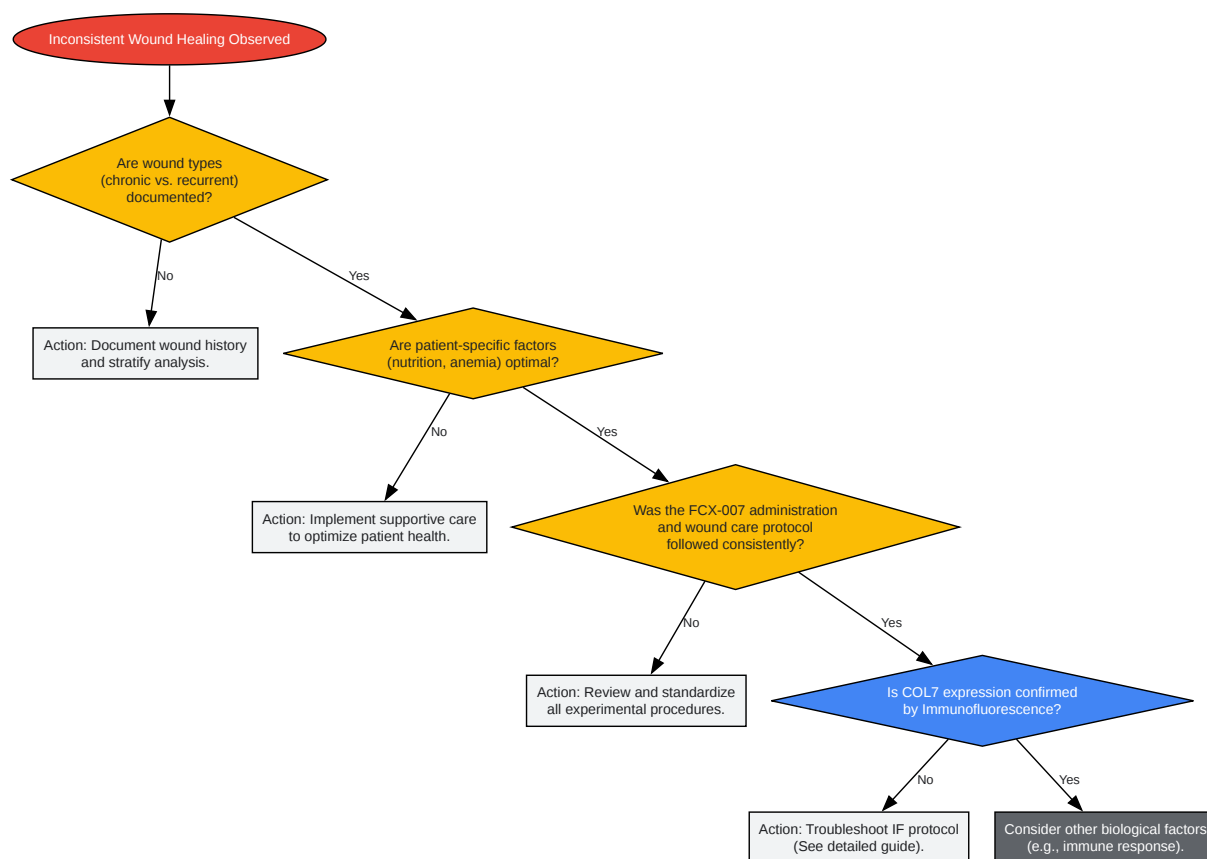 Inconsistent Wound Healing Observed
Are wound types
(chronic vs. recurrent)
documented?
No
Yes
Action: Document wound history
and stratify analysis.
Are patient-specific factors
(nutrition, anemia) optimal?
No
Yes
Action: Implement supportive care
to optimize patient health.
Was the FCX-007 administration
and wound care protocol
followed consistently?
No
Yes
Action: Review and standardize
all experimental procedures.
Is COL7 expression confirmed
by Immunofluorescence?
No
Yes
Action: Troubleshoot IF protocol
(See detailed guide).
Consider other biological factors
(e.g., immune response).